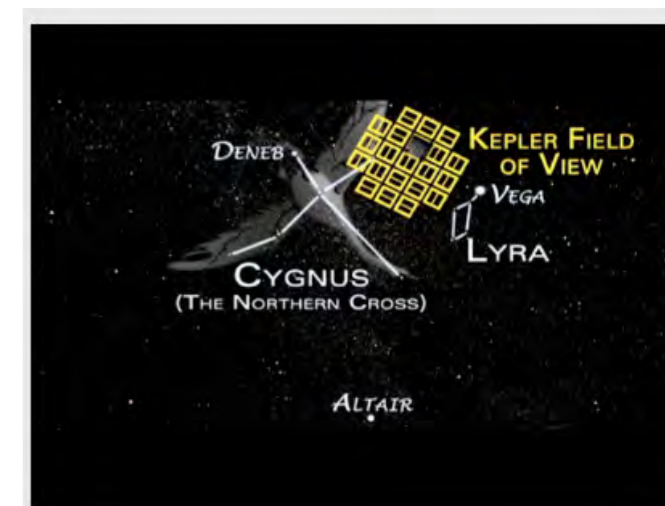 Deneb
Kepler Field
of View
Vega
Lyra
Cygnus
(The Northern Cross)
Altair